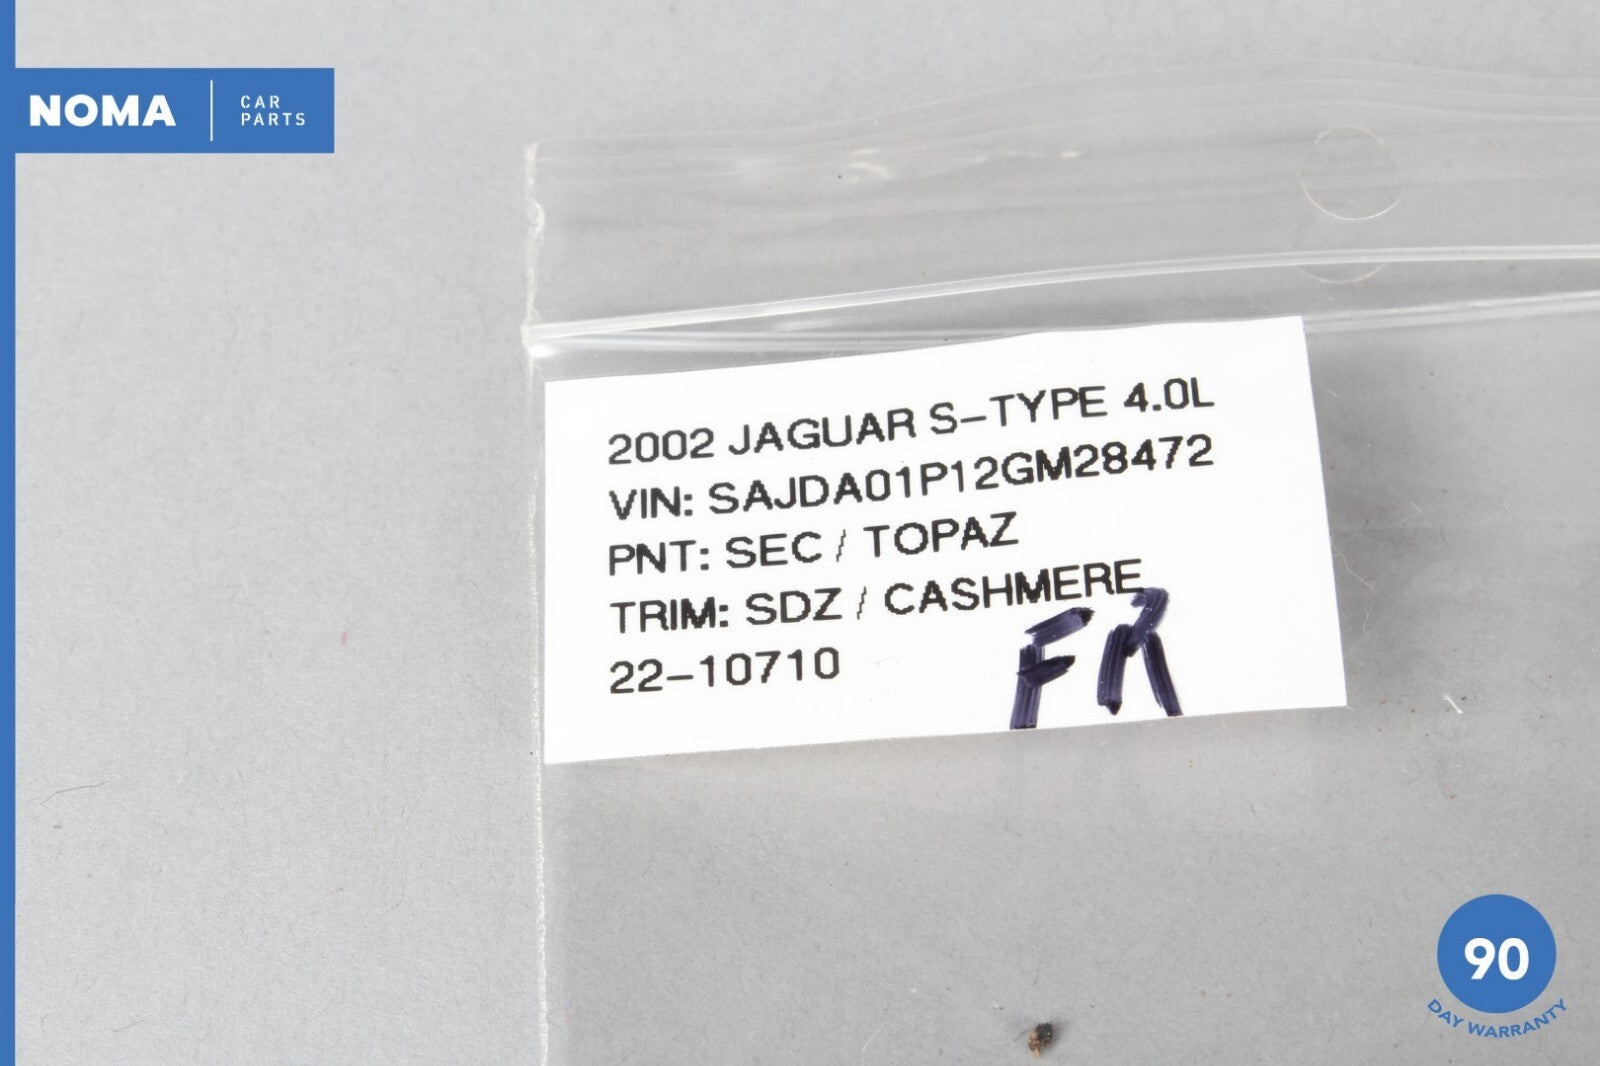 NOMA
CAR
PARTS
2002 JAGUAR S-TYPE 4.0L
VIN: SAJDA01P12GM28472
PNT: SEC / TOPAZ
TRIM: SDZ / CASHMERE
22-10710
FR
90
DAY WARRANTY